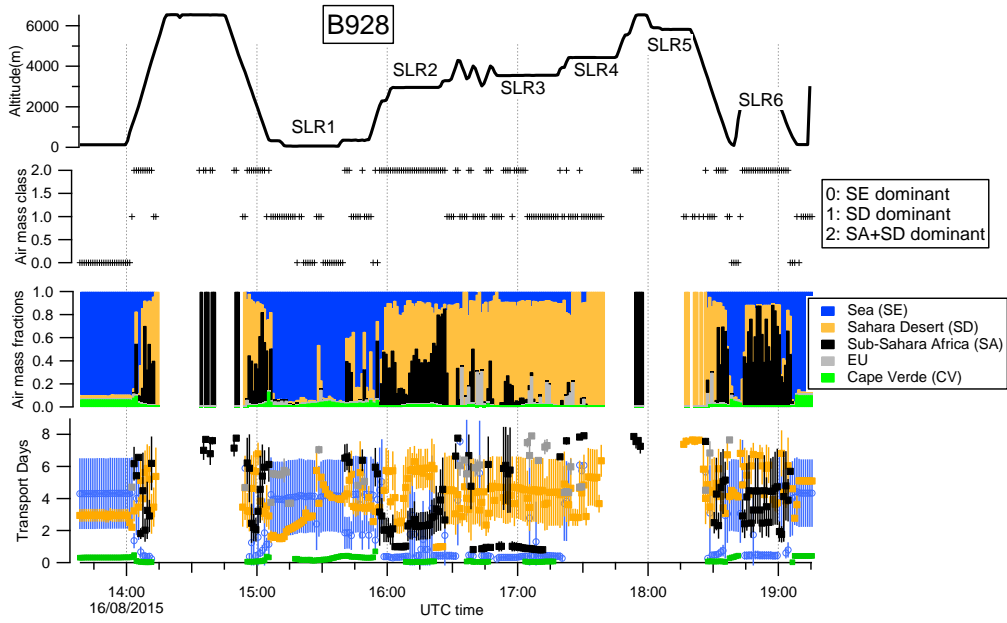 B928
Altitude(m)
6000
4000
2000
0
SLR1
SLR2
SLR3
SLR4
SLR5
SLR6
Air mass class
2.0
1.5
1.0
0.5
0.0
0: SE dominant
1: SD dominant
2: SA+SD dominant
Air mass fractions
1.0
0.8
0.6
0.4
0.2
0.0
Sea (SE)
Sahara Desert (SD)
Sub-Sahara Africa (SA)
EU
Cape Verde (CV)
Transport Days
8
6
4
2
0
14:00
15:00
16:00
17:00
18:00
19:00
16/08/2015
UTC time